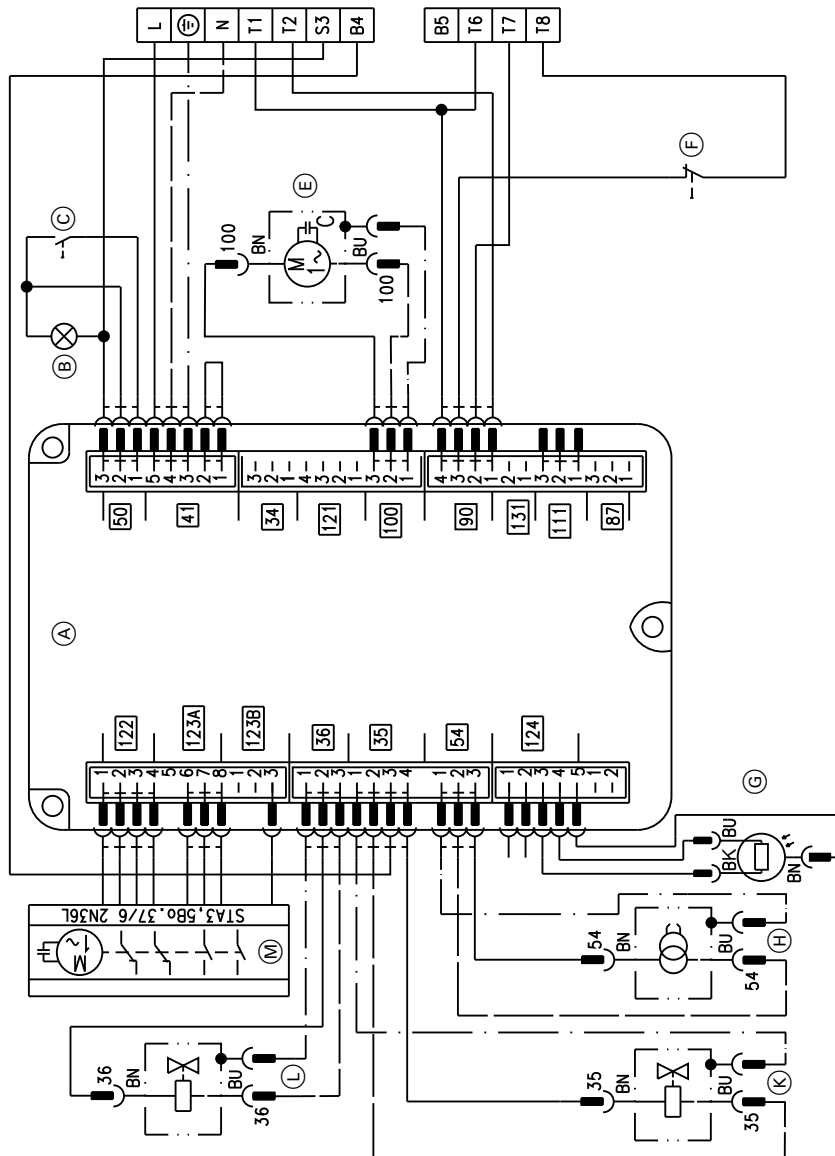 L
N
T1
T2
S3
B4
B5
T6
T7
T8
F
E
C
B
100
BN
M
1~
C
BU
100
3
2
1
5
4
3
2
1
3
2
1
4
3
2
1
3
2
1
4
3
2
1
2
1
3
2
1
3
2
1
50
41
34
121
100
90
131
111
87
A
122
123A
123B
36
35
54
124
G
1
2
3
4
5
6
7
8
1
2
3
1
2
3
1
2
3
4
1
2
3
1
2
3
4
5
1
2
BU
BK
BN
STA3,5Bo.37/6 2N36L
M
1~
M
54
BN
BU
54
H
36
BN
BU
36
L
35
BN
BU
35
K